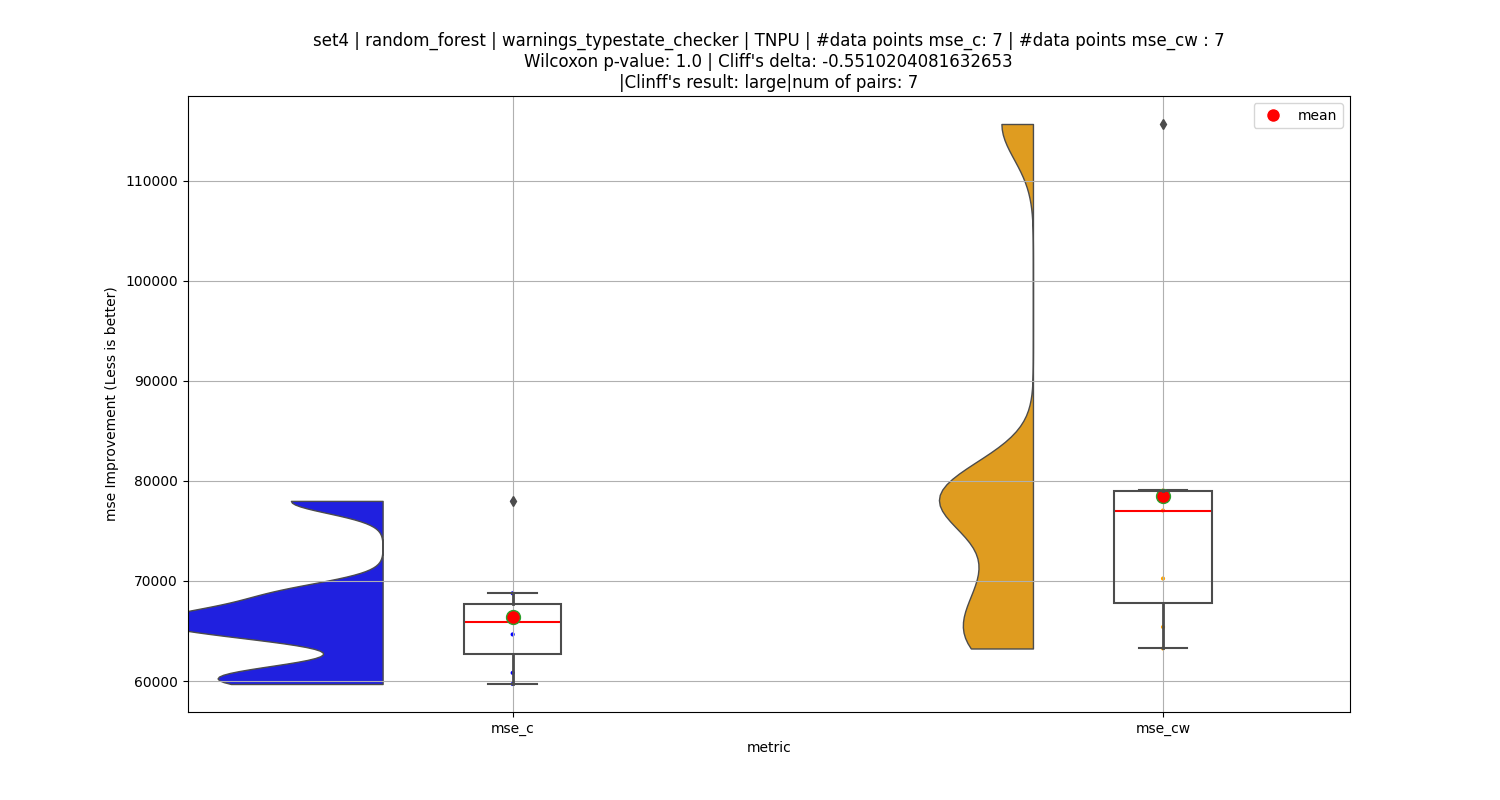 set4 | random_forest | warnings_typestate_checker | TNPU | #data points mse_c: 7 | #data points mse_cw : 7
Wilcoxon p-value: 1.0 | Cliff's delta: -0.5510204081632653
|Clinff's result: large|num of pairs: 7
mean
110000
100000
90000
80000
70000
60000
mse Improvement (Less is better)
mse_c
mse_cw
metric